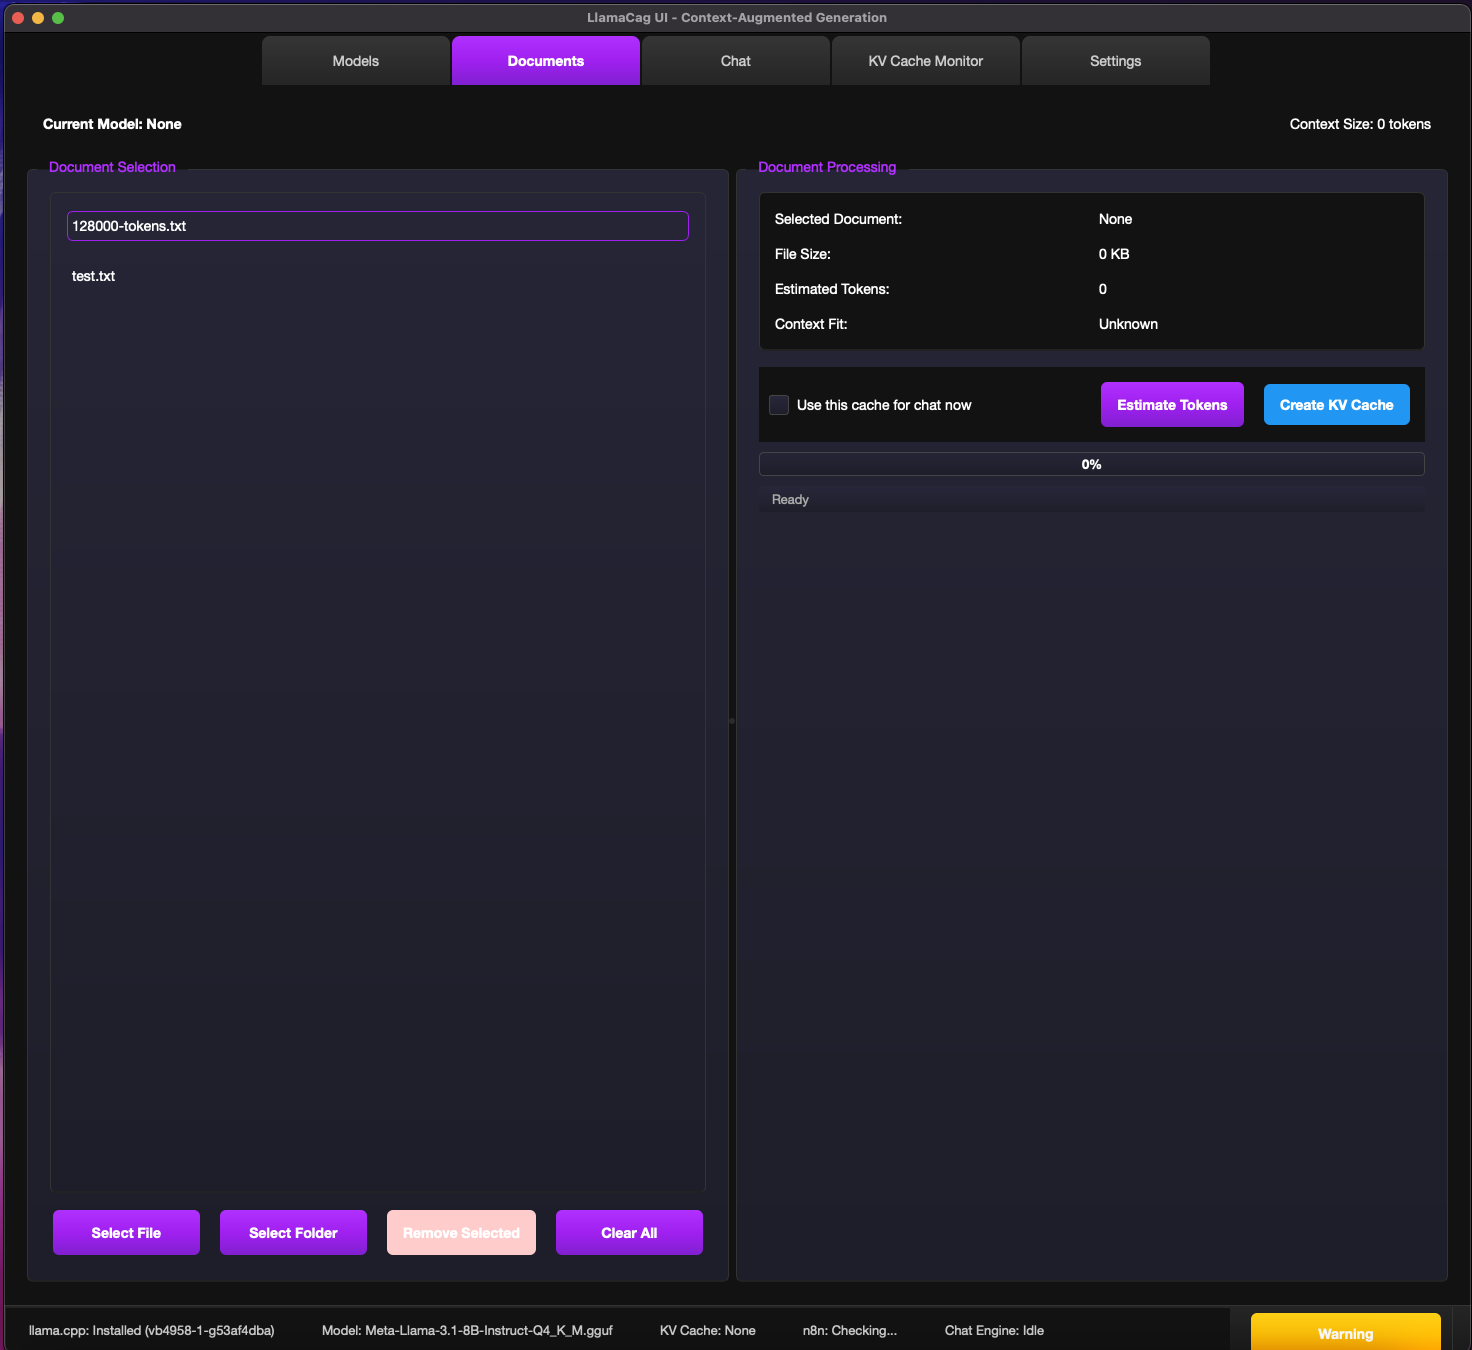 LlamaCag UI - Context-Augmented Generation
Models
Documents
Chat
KV Cache Monitor
Settings
Current Model: None
Context Size: 0 tokens
Document Selection
128000-tokens.txt
test.txt
Select File
Select Folder
Remove Selected
Clear All
Document Processing
Selected Document: None
File Size: 0 KB
Estimated Tokens: 0
Context Fit: Unknown
Use this cache for chat now
Estimate Tokens
Create KV Cache
0%
Ready
llama.cpp: Installed (vb4958-1-g53af4dba)
Model: Meta-Llama-3.1-8B-Instruct-Q4_K_M.gguf
KV Cache: None
n8n: Checking...
Chat Engine: Idle
Warning